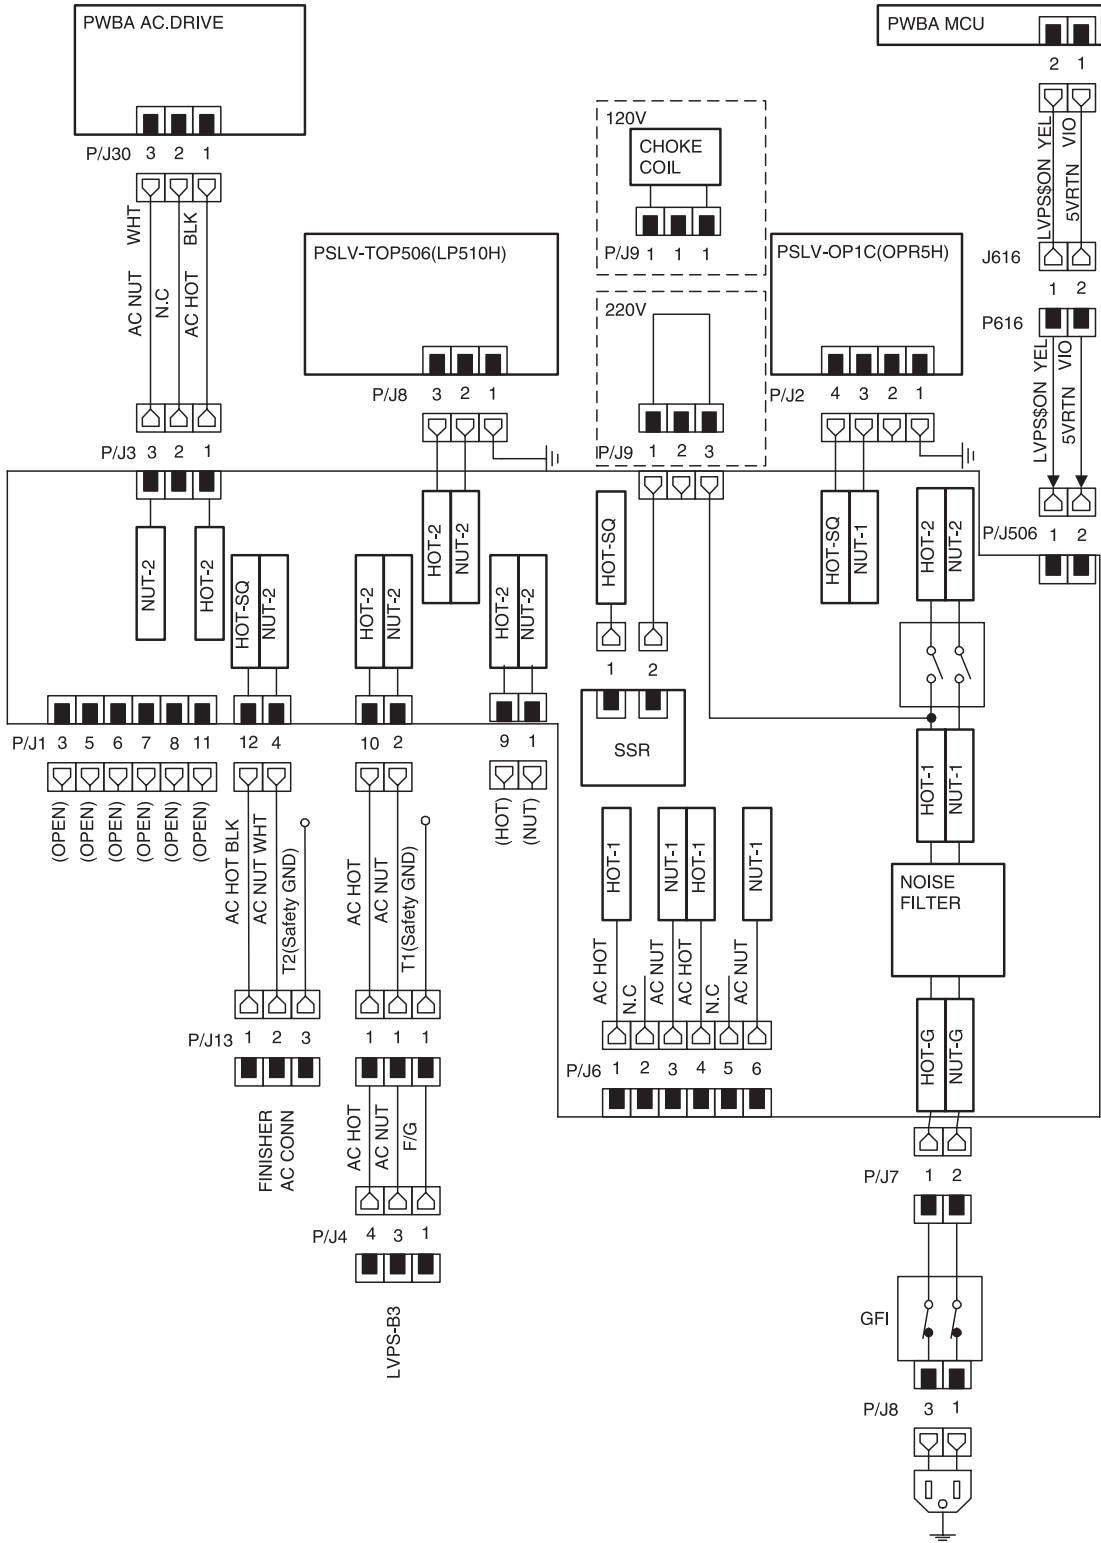 PWBA AC.DRIVE
PWBA MCU
2 1
P/J30 3 2 1
120V
CHOKE
COIL
P/J9 1 1 1
LVPS$ON YEL
5VRTN VIO
AC NUT WHT
N.C
AC HOT BLK
PSLV-TOP506(LP510H)
PSLV-OP1C(OPR5H)
J616
1 2
P616
220V
P/J8 3 2 1
P/J2 4 3 2 1
LVPS$ON YEL
5VRTN VIO
P/J3 3 2 1
P/J9 1 2 3
P/J506 1 2
NUT-2
HOT-2
HOT-SQ
NUT-2
HOT-2
NUT-2
HOT-2
NUT-2
HOT-2
NUT-2
HOT-SQ
HOT-SQ
NUT-1
HOT-2
NUT-2
1 2
SSR
P/J1 3 5 6 7 8 11 12 4 10 2 9 1
(OPEN)
(OPEN)
(OPEN)
(OPEN)
(OPEN)
(OPEN)
AC HOT BLK
AC NUT WHT
T2(Safety GND)
AC HOT
AC NUT
T1(Safety GND)
(HOT)
(NUT)
HOT-1
NUT-1
HOT-1
NUT-1
HOT-1
NUT-1
NOISE
FILTER
AC HOT
N.C
AC NUT
AC HOT
N.C
AC NUT
P/J13 1 2 3
1 1 1
P/J6 1 2 3 4 5 6
HOT-G
NUT-G
FINISHER
AC CONN
AC HOT
AC NUT
F/G
P/J7 1 2
P/J4 4 3 1
LVPS-B3
GFI
P/J8 3 1